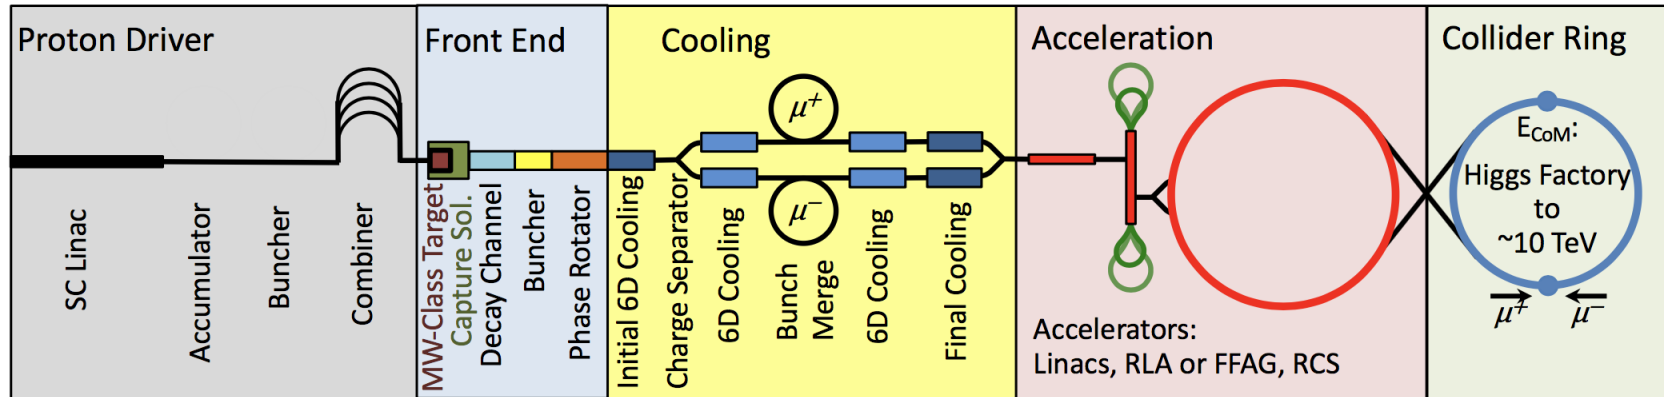 Proton Driver
SC Linac
Accumulator
Buncher
Combiner
Front End
MW-Class Target
Capture Sol.
Decay Channel
Buncher
Phase Rotator
Cooling
μ+
μ−
Initial 6D Cooling
Charge Separator
6D Cooling
Bunch
Merge
6D Cooling
Final Cooling
Acceleration
Accelerators:
Linacs, RLA or FFAG, RCS
Collider Ring
ECoM:
Higgs Factory
to
~10 TeV
μ+
μ−